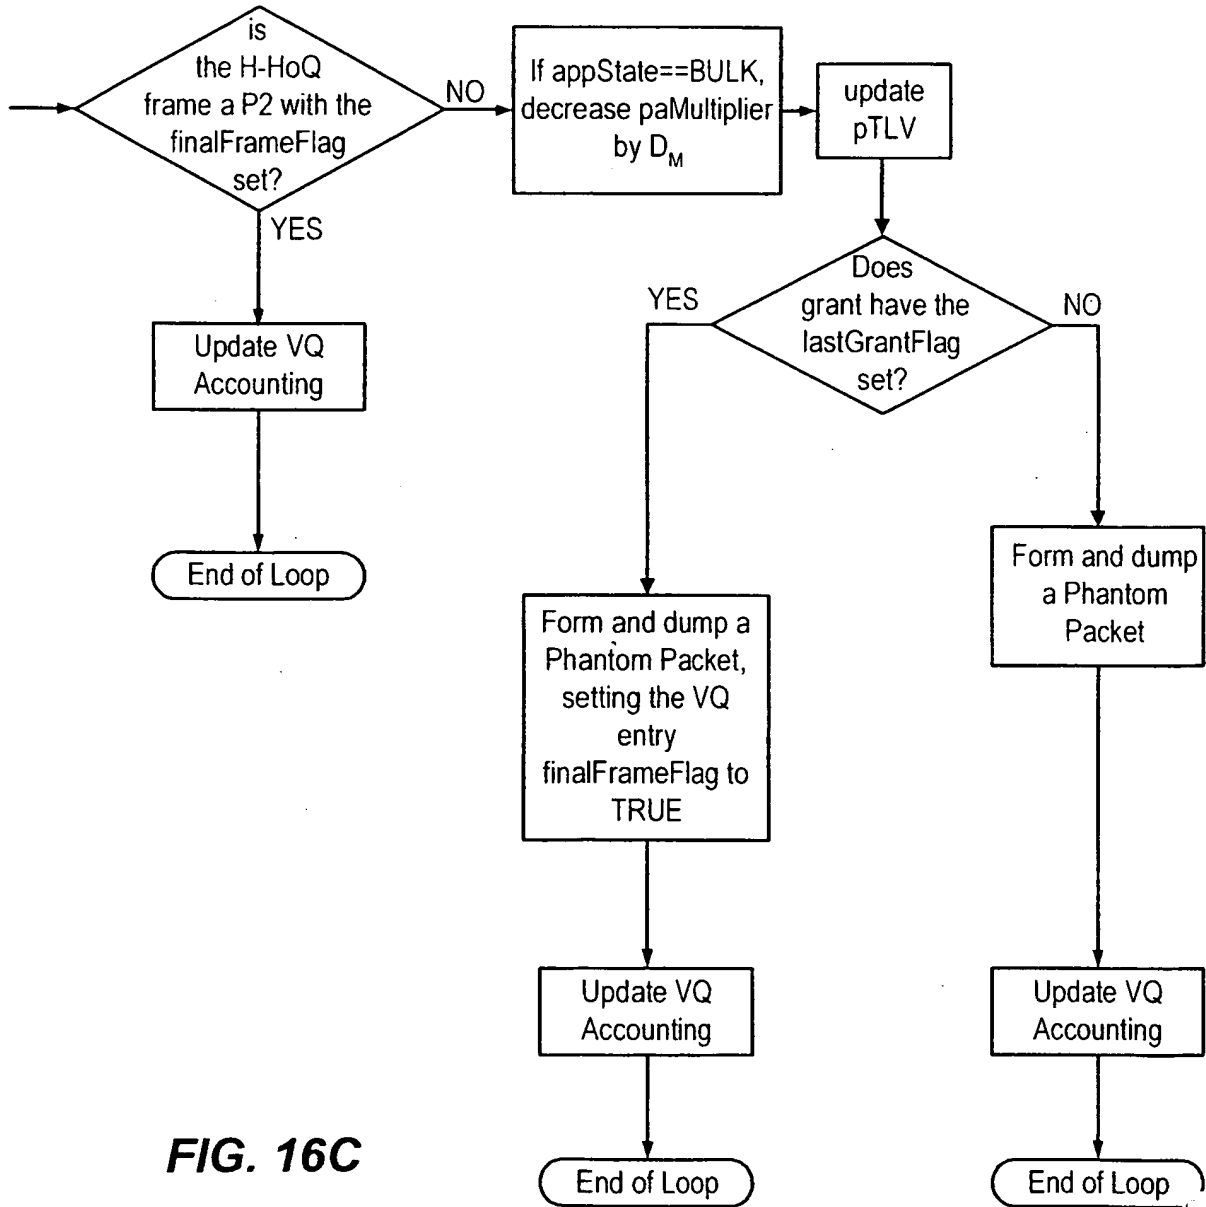 is
the H-HoQ
frame a P2 with the
finalFrameFlag
set?
NO
YES
Update VQ
Accounting
End of Loop
If appState==BULK,
decrease paMultiplier
by DM
update
pTLV
Does
grant have the
lastGrantFlag
set?
YES
NO
Form and dump a
Phantom Packet,
setting the VQ
entry
finalFrameFlag to
TRUE
Update VQ
Accounting
End of Loop
Form and dump
a Phantom
Packet
Update VQ
Accounting
End of Loop
FIG. 16C